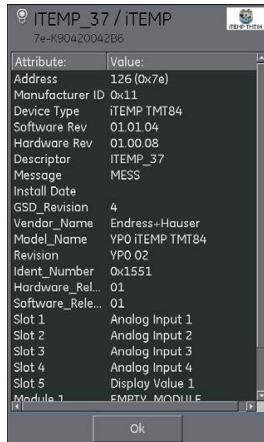 ITEMP_37 / iTEMP
7e-K90420042B6
iTEMP TMT84
Attribute: Value:
Address 126 (0x7e)
Manufacturer ID 0x11
Device Type iTEMP TMT84
Software Rev 01.01.04
Hardware Rev 01.00.08
Descriptor ITEMP_37
Message MESS
Install Date
GSD_Revision 4
Vendor_Name Endress+Hauser
Model_Name YP0 iTEMP TMT84
Revision YP0 02
Ident_Number 0x1551
Hardware_Rel... 01
Software_Rele... 01
Slot 1 Analog Input 1
Slot 2 Analog Input 2
Slot 3 Analog Input 3
Slot 4 Analog Input 4
Slot 5 Display Value 1
Module 1 EMPTY_MODULE
Ok